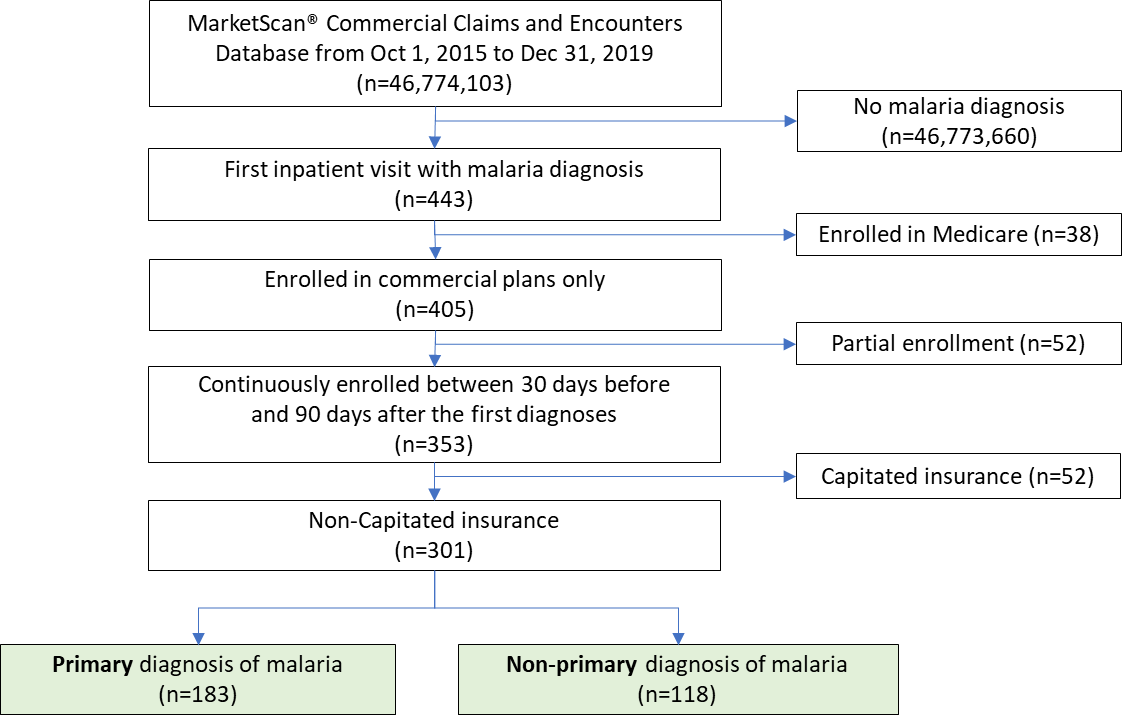 MarketScan® Commercial Claims and Encounters
Database from Oct 1, 2015 to Dec 31, 2019
(n=46,774,103)
No malaria diagnosis
(n=46,773,660)
First inpatient visit with malaria diagnosis
(n=443)
Enrolled in Medicare (n=38)
Enrolled in commercial plans only
(n=405)
Partial enrollment (n=52)
Continuously enrolled between 30 days before
and 90 days after the first diagnoses
(n=353)
Capitated insurance (n=52)
Non-Capitated insurance
(n=301)
Primary diagnosis of malaria
(n=183)
Non-primary diagnosis of malaria
(n=118)